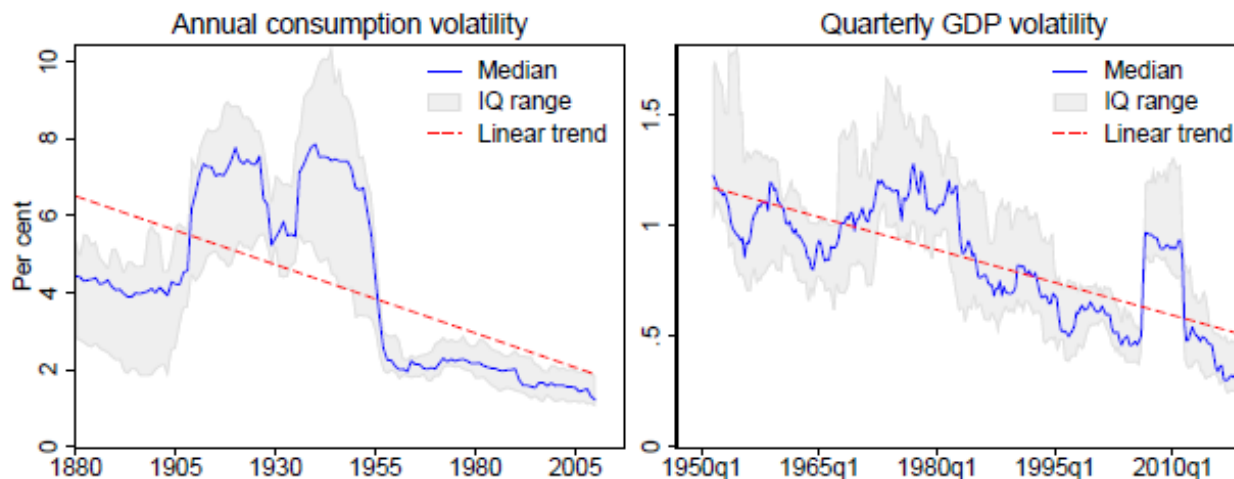 Annual consumption volatility
Per cent
10
8
6
4
2
0
Median
IQ range
Linear trend
1880 1905 1930 1955 1980 2005
Quarterly GDP volatility
1.5
1
.5
0
Median
IQ range
Linear trend
1950q1 1965q1 1980q1 1995q1 2010q1